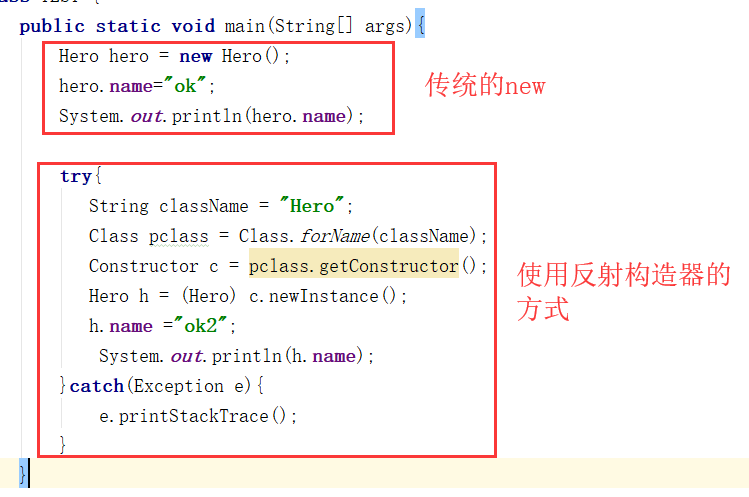 public static void main(String[] args){
Hero hero = new Hero();
hero.name="ok";
System.out.println(hero.name);
传统的new
try{
String className = "Hero";
Class pclass = Class.forName(className);
Constructor c = pclass.getConstructor();
Hero h = (Hero) c.newInstance();
h.name ="ok2";
System.out.println(h.name);
}catch(Exception e){
e.printStackTrace();
}
使用反射构造器的
方式
}